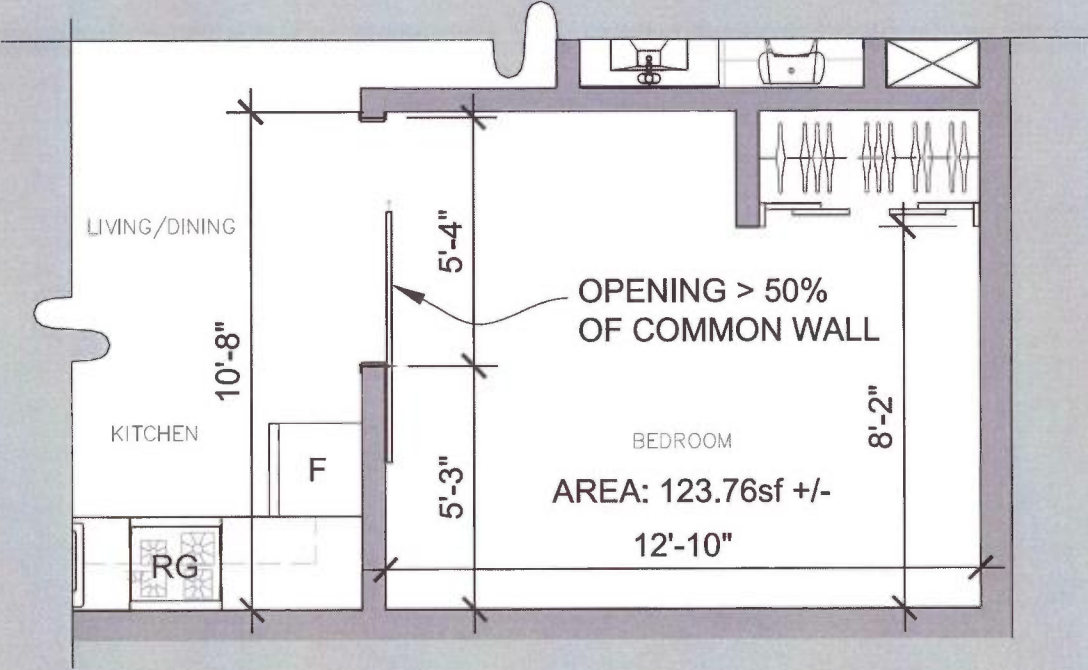 LIVING/DINING
5'-4"
OPENING > 50%
OF COMMON WALL
10'-8"
8'-2"
KITCHEN
BEDROOM
F
AREA: 123.76sf +/-
5'-3"
12'-10"
RG